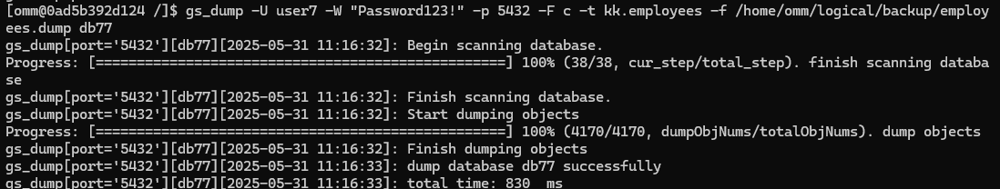 [omm@0ad5b392d124 /]$ gs_dump -U user7 -W "Password123!" -p 5432 -F c -t kk.employees -f /home/omm/logical/backup/employ
ees.dump db77
gs_dump[port='5432'][db77][2025-05-31 11:16:32]: Begin scanning database.
Progress: [==================================================] 100% (38/38, cur_step/total_step). finish scanning databa
se
gs_dump[port='5432'][db77][2025-05-31 11:16:32]: Finish scanning database.
gs_dump[port='5432'][db77][2025-05-31 11:16:32]: Start dumping objects
Progress: [==================================================] 100% (4170/4170, dumpObjNums/totalObjNums). dump objects
gs_dump[port='5432'][db77][2025-05-31 11:16:32]: Finish dumping objects
gs_dump[port='5432'][db77][2025-05-31 11:16:33]: dump database db77 successfully
gs_dump[port='5432'][db77][2025-05-31 11:16:33]: total time: 830  ms